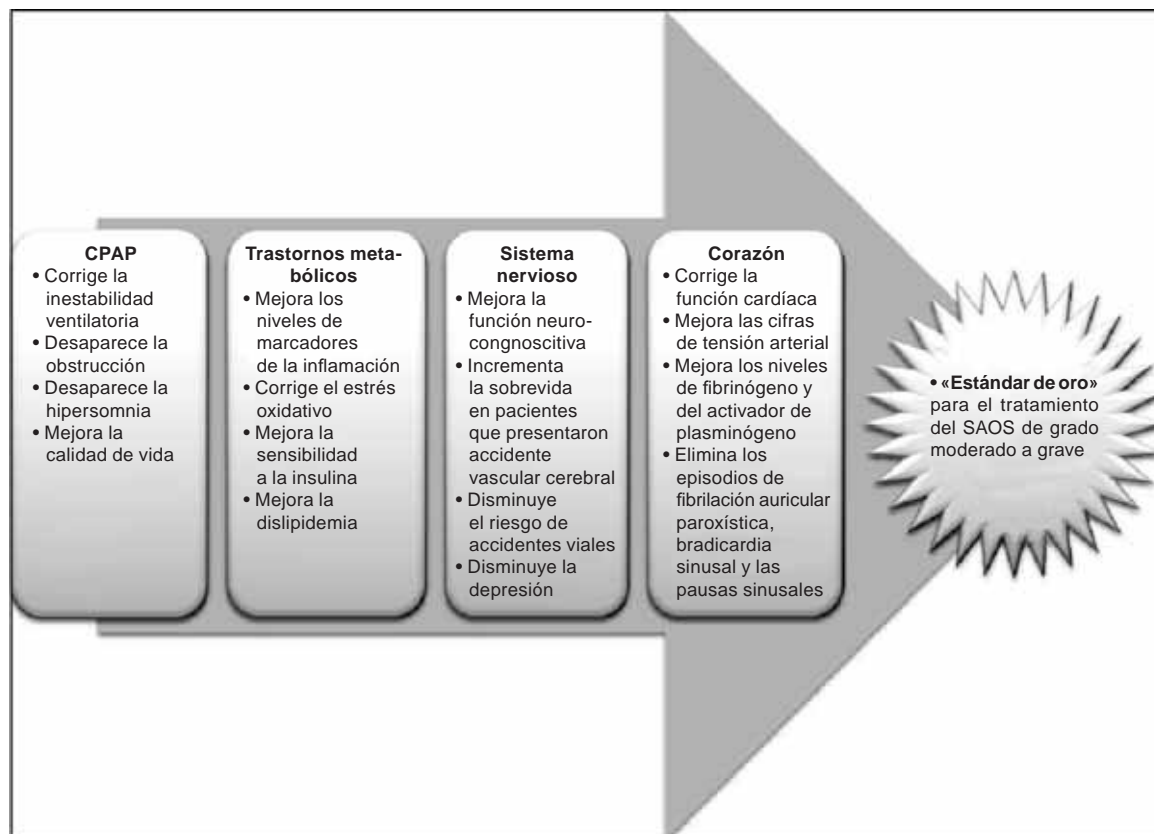 CPAP
• Corrige la
inestabilidad
ventilatoria
• Desaparece la
obstrucción
• Desaparece la
hipersomnia
• Mejora la
calidad de vida
Trastornos meta-
bólicos
• Mejora los
niveles de
marcadores
de la inflamación
• Corrige el estrés
oxidativo
• Mejora la
sensibilidad
a la insulina
• Mejora la
dislipidemia
Sistema
nervioso
• Mejora la
función neuro-
congnoscitiva
• Incrementa
la sobrevida
en pacientes
que presentaron
accidente
vascular cerebral
• Disminuye
el riesgo de
accidentes viales
• Disminuye la
depresión
Corazón
• Corrige la
función cardíaca
• Mejora las cifras
de tensión arterial
• Mejora los niveles
de fibrinógeno y
del activador de
plasminógeno
• Elimina los
episodios de
fibrilación auricular
paroxística,
bradicardia
sinusal y las
pausas sinusales
• «Estándar de oro»
para el tratamiento
del SAOS de grado
moderado a grave